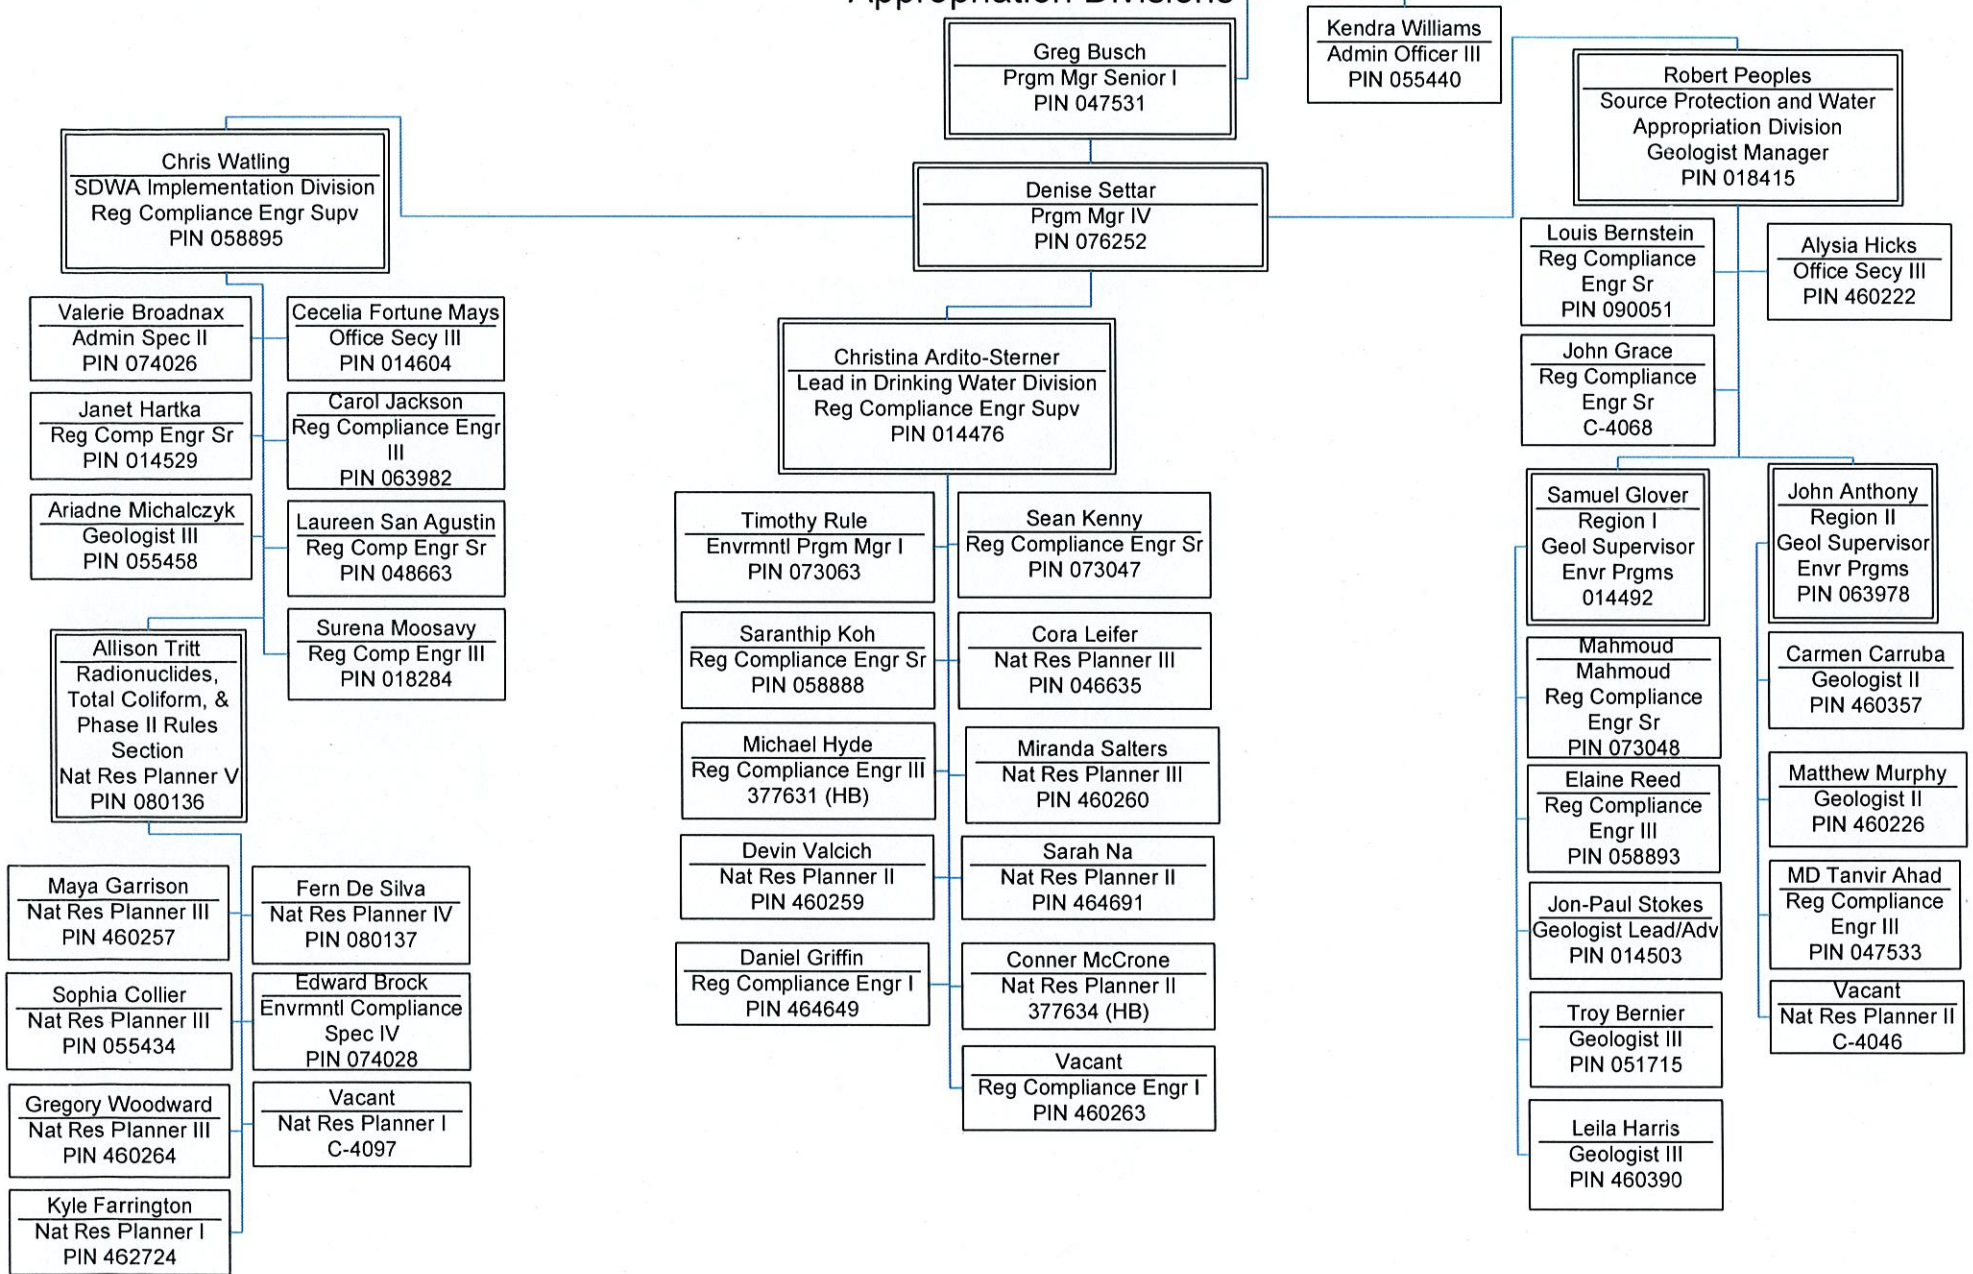 Appropriation Divisions
Greg Busch
Prgm Mgr Senior I
PIN 047531
Kendra Williams
Admin Officer III
PIN 055440
Robert Peoples
Source Protection and Water
Appropriation Division
Geologist Manager
PIN 018415
Chris Watling
SDWA Implementation Division
Reg Compliance Engr Supv
PIN 058895
Denise Settar
Prgm Mgr IV
PIN 076252
Valerie Broadnax
Admin Spec II
PIN 074026
Cecelia Fortune Mays
Office Secy III
PIN 014604
Janet Hartka
Reg Comp Engr Sr
PIN 014529
Carol Jackson
Reg Compliance Engr
III
PIN 063982
Ariadne Michalczyk
Geologist III
PIN 055458
Laureen San Agustin
Reg Comp Engr Sr
PIN 048663
Surena Moosavy
Reg Comp Engr III
PIN 018284
Allison Tritt
Radionuclides,
Total Coliform, &
Phase II Rules
Section
Nat Res Planner V
PIN 080136
Maya Garrison
Nat Res Planner III
PIN 460257
Fern De Silva
Nat Res Planner IV
PIN 080137
Sophia Collier
Nat Res Planner III
PIN 055434
Edward Brock
Envrmntl Compliance
Spec IV
PIN 074028
Gregory Woodward
Nat Res Planner III
PIN 460264
Vacant
Nat Res Planner I
C-4097
Kyle Farrington
Nat Res Planner I
PIN 462724
Christina Ardito-Sterner
Lead in Drinking Water Division
Reg Compliance Engr Supv
PIN 014476
Timothy Rule
Envrmntl Prgm Mgr I
PIN 073063
Sean Kenny
Reg Compliance Engr Sr
PIN 073047
Saranthip Koh
Reg Compliance Engr Sr
PIN 058888
Cora Leifer
Nat Res Planner III
PIN 046635
Michael Hyde
Reg Compliance Engr III
377631 (HB)
Miranda Salters
Nat Res Planner III
PIN 460260
Devin Valcich
Nat Res Planner II
PIN 460259
Sarah Na
Nat Res Planner II
PIN 464691
Daniel Griffin
Reg Compliance Engr I
PIN 464649
Conner McCrone
Nat Res Planner II
377634 (HB)
Vacant
Reg Compliance Engr I
PIN 460263
Louis Bernstein
Reg Compliance
Engr Sr
PIN 090051
Alysia Hicks
Office Secy III
PIN 460222
John Grace
Reg Compliance
Engr Sr
C-4068
Samuel Glover
Region I
Geol Supervisor
Envr Prgms
014492
John Anthony
Region II
Geol Supervisor
Envr Prgms
PIN 063978
Mahmoud
Mahmoud
Reg Compliance
Engr Sr
PIN 073048
Elaine Reed
Reg Compliance
Engr III
PIN 058893
Jon-Paul Stokes
Geologist Lead/Adv
PIN 014503
Troy Bernier
Geologist III
PIN 051715
Leila Harris
Geologist III
PIN 460390
Carmen Carruba
Geologist II
PIN 460357
Matthew Murphy
Geologist II
PIN 460226
MD Tanvir Ahad
Reg Compliance
Engr III
PIN 047533
Vacant
Nat Res Planner II
C-4046